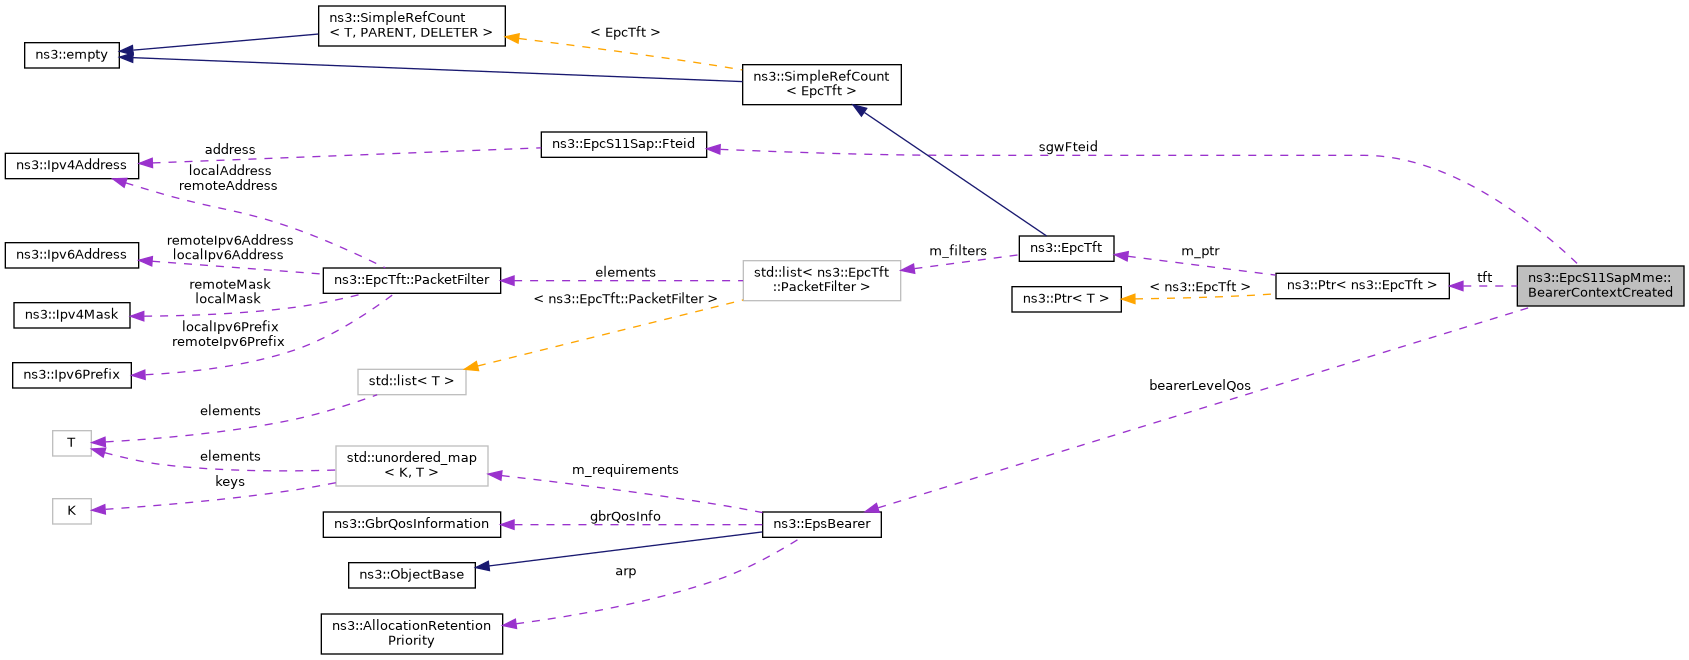 ns3::SimpleRefCount
< T, PARENT, DELETER >
< EpcTft >
ns3::empty
ns3::SimpleRefCount
< EpcTft >
ns3::EpcS11Sap::Fteid
sgwFteid
address
ns3::Ipv4Address
localAddress
remoteAddress
remoteIpv6Address
localIpv6Address
ns3::Ipv6Address
ns3::EpcTft
m_filters
m_ptr
std::list< ns3::EpcTft
::PacketFilter >
elements
ns3::EpcTft::PacketFilter
tft
ns3::EpcS11SapMme::
BearerContextCreated
ns3::Ptr< ns3::EpcTft >
< ns3::EpcTft >
ns3::Ptr< T >
< ns3::EpcTft::PacketFilter >
remoteMask
localMask
ns3::Ipv4Mask
localIpv6Prefix
remoteIpv6Prefix
ns3::Ipv6Prefix
std::list< T >
bearerLevelQos
elements
T
elements
std::unordered_map
< K, T >
m_requirements
keys
K
gbrQosInfo
ns3::GbrQosInformation
ns3::EpsBearer
ns3::ObjectBase
arp
ns3::AllocationRetention
Priority